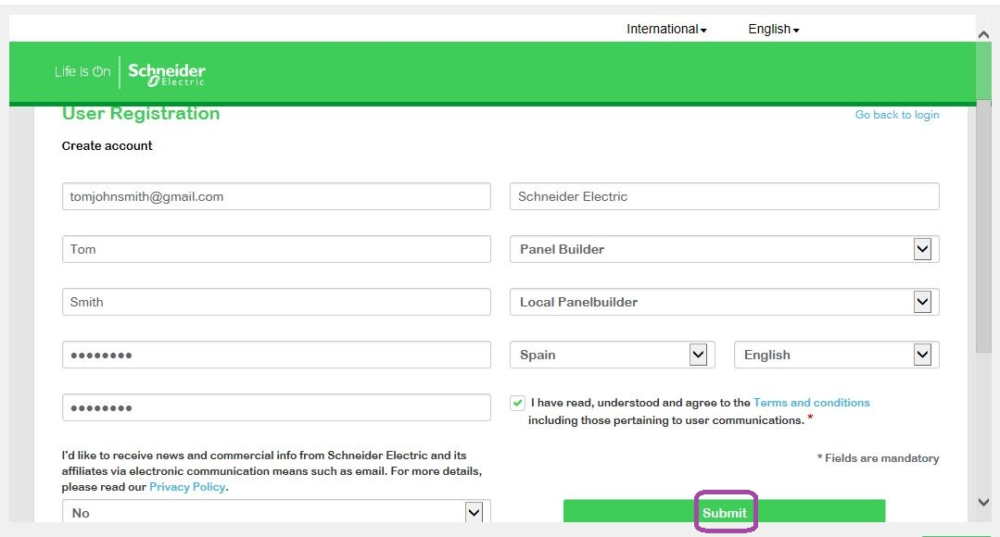 International
English
Life Is On
Schneider
Electric
User Registration
Go back to login
Create account
tomjohnsmith@gmail.com
Schneider Electric
Tom
Panel Builder
Smith
Local Panelbuilder
●●●●●●●●
Spain
English
●●●●●●●●
I have read, understood and agree to the Terms and conditions
including those pertaining to user communications. *
I'd like to receive news and commercial info from Schneider Electric and its
affiliates via electronic communication means such as email. For more details,
please read our Privacy Policy.
* Fields are mandatory
No
Submit